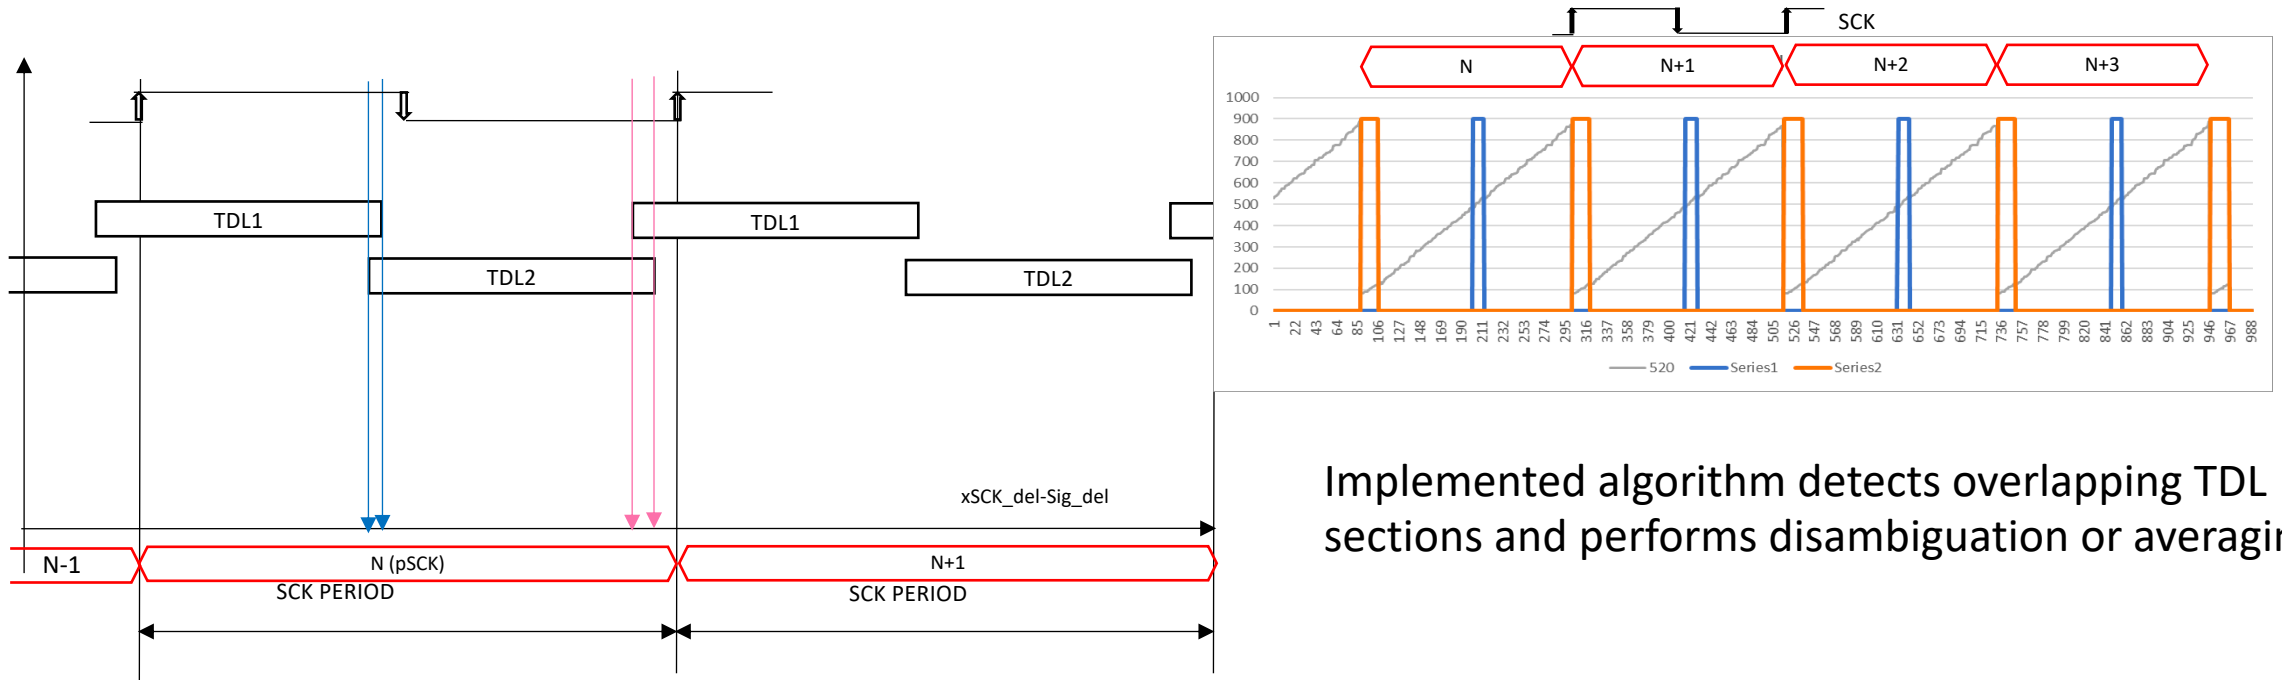 TDL1
TDL1
TDL2
TDL2
xSCK_del-Sig_del
N-1
N (pSCK)
N+1
SCK PERIOD
SCK PERIOD
SCK
N
N+1
N+2
N+3
1000
900
800
700
600
500
400
300
200
100
0
1 22 43 64 85 106 127 148 169 190 211 232 253 274 295 316 337 358 379 400 421 442 463 484 505 526 547 568 589 610 631 652 673 694 715 736 757 778 799 820 841 862 883 904 925 946 967 988
520 Series1 Series2
Implemented algorithm detects overlapping TDL
sections and performs disambiguation or averagin